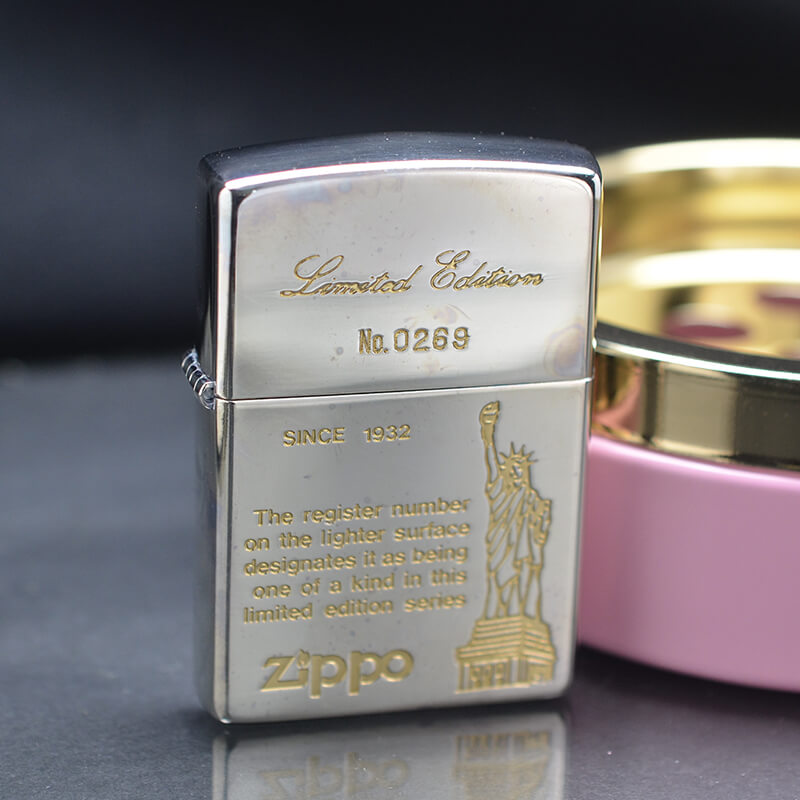 Limited Edition
No.0269
SINCE 1932
The register number
on the lighter surface
designates it as being
one of a kind in this
limited edition series
Zippo